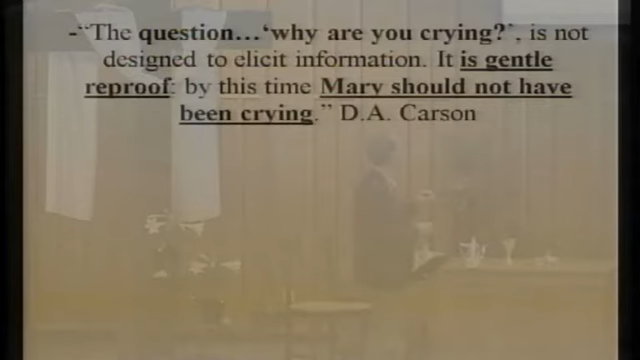 -“The question…‘why are you crying?’, is not
designed to elicit information. It is gentle
reproof: by this time Mary should not have
been crying.” D.A. Carson